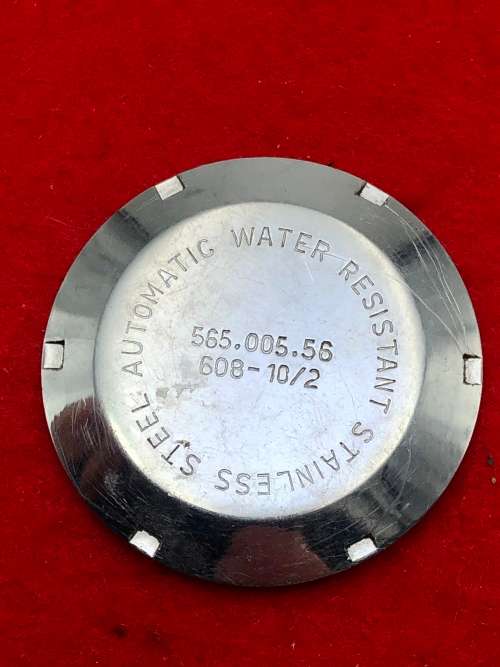 AUTOMATIC WATER RESISTANT STAINLESS STEEL
565.005.56
608-10/2